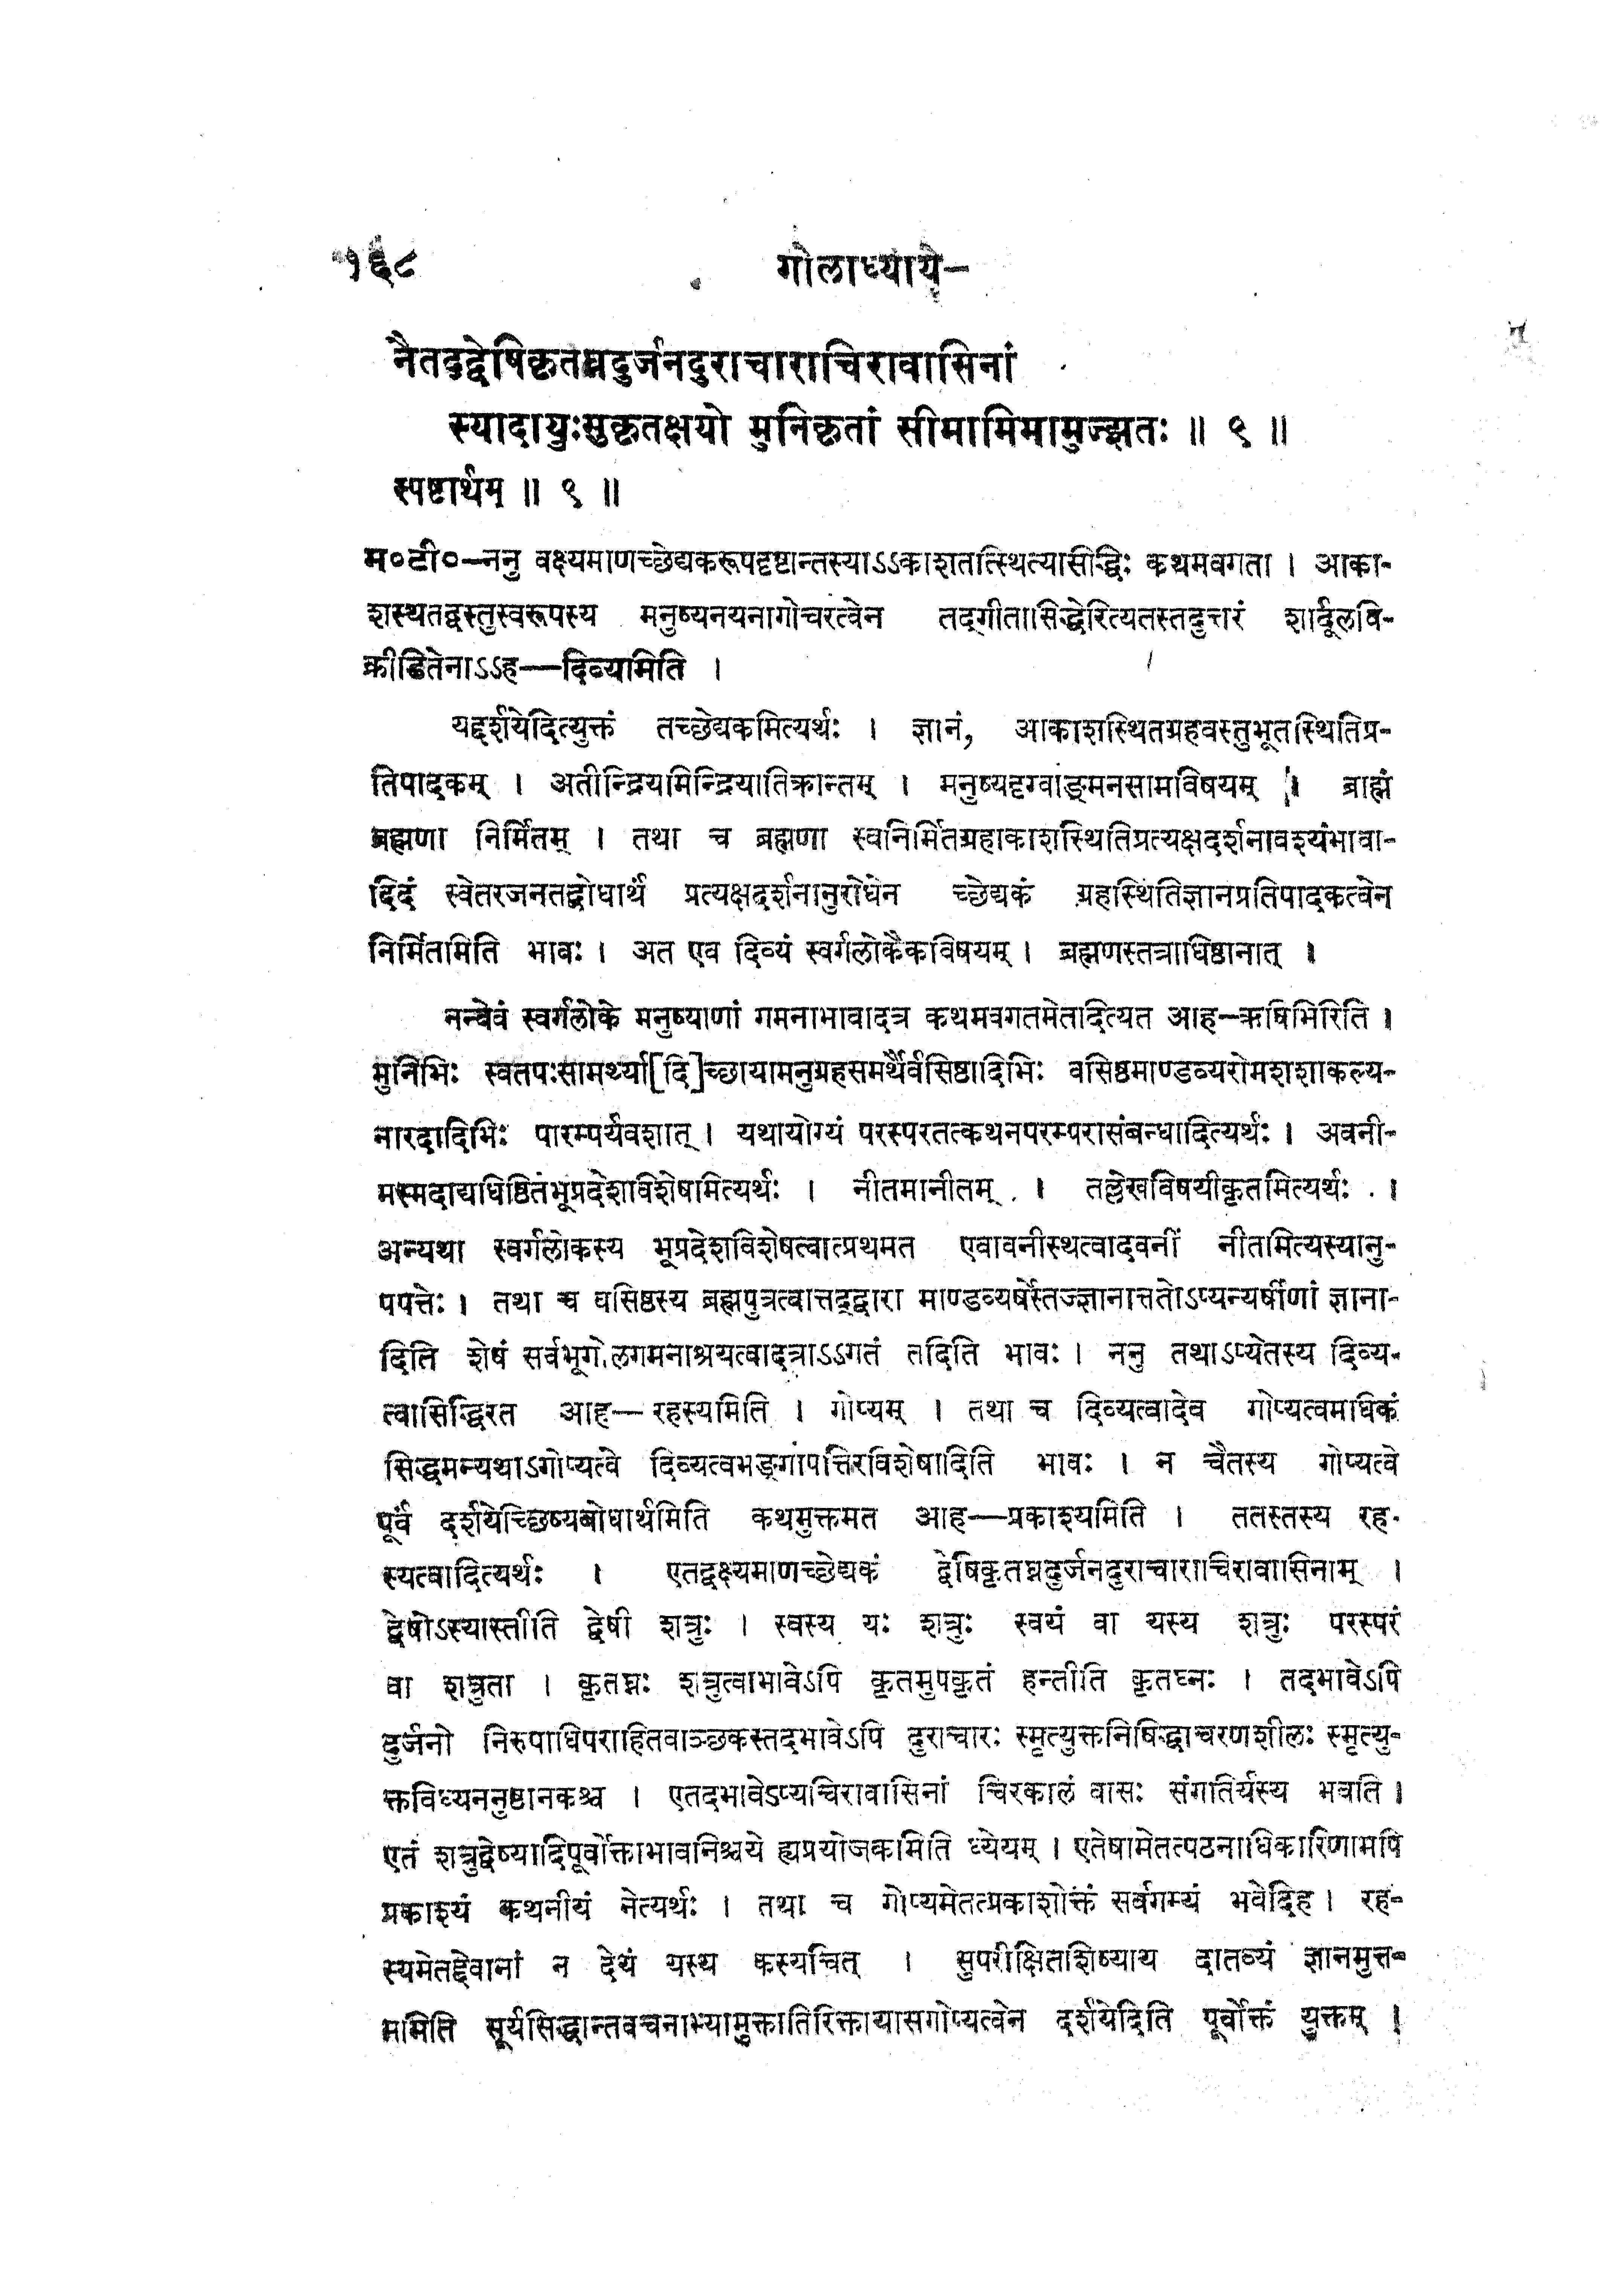 १६८ गोलाध्याये—
नैतद्द्वेषिकृतघ्नदुर्जनदुराचाराचिरावासिनां
स्यादायुःसुकृतक्षयो मुनिकृतां सीमामिमामुज्झतः ॥ ९ ॥
स्पष्टार्थम् ॥ ९ ॥
म०टी०—ननु वक्ष्यमाणच्छेद्यकरूपदृष्टान्तस्याऽऽकाशतत्स्थित्यासिद्धिः कथमवगता । आका-
शस्थतद्वस्तुस्वरूपस्य मनुष्यनयनागोचरत्वेन तद्गीतासिद्धेरित्यतस्तदुत्तरं शार्दूलवि-
क्रीडितेनाऽऽह—दिव्यमिति ।
यद्दर्शयेदित्युक्तं तच्छेद्यकमित्यर्थः । ज्ञानं, आकाशस्थितग्रहवस्तुभूतस्थितिप्र-
तिपादकम् । अतीन्द्रियमिन्द्रियातिक्रान्तम् । मनुष्यदृग्वाङ्मनसामविषयम् । ब्राह्मं
ब्रह्मणा निर्मितम् । तथा च ब्रह्मणा स्वनिर्मितग्रहाकाशस्थितिप्रत्यक्षदर्शनावश्यंभावा-
दिदं स्वेतरजनतद्बोधार्थं प्रत्यक्षदर्शनानुरोधेन च्छेद्यकं ग्रहस्थितिज्ञानप्रतिपादकत्वेन
निर्मितमिति भावः । अत एव दिव्यं स्वर्गलोकैकविषयम् । ब्रह्मणस्तत्राधिष्ठानात् ।
नन्वेवं स्वर्गलोके मनुष्याणां गमनाभावादत्र कथमवगतमेतदित्यत आह—ऋषिभिरिति ।
मुनिभिः स्वतपःसामर्थ्या[दि]च्छायामनुग्रहसमर्थैर्वसिष्ठादिभिः वसिष्ठमाण्डव्यरोमशशाकल्य-
नारदादिभिः पारम्पर्यवशात् । यथायोग्यं परस्परतत्कथनपरम्परासंबन्धादित्यर्थः । अवनी-
मस्मदाद्यधिष्ठितंभूप्रदेशविशेषमित्यर्थः । नीतमानीतम् । तल्लेखविषयीकृतमित्यर्थः ।
अन्यथा स्वर्गलोकस्य भूप्रदेशविशेषत्वात्प्रथमत एवावनीस्थत्वादवनीं नीतमित्यस्यानु-
पपत्तेः । तथा च वसिष्ठस्य ब्रह्मपुत्रत्वात्तद्द्वारा माण्डव्यर्षेस्तज्ज्ञानात्ततोऽप्यन्यर्षीणां ज्ञाना-
दिति शेषं सर्वभूगोलगमनाश्रयत्वादत्राऽऽगतं तदिति भावः । ननु तथाऽप्येतस्य दिव्य-
त्वासिद्धिरत आह—रहस्यमिति । गोप्यम् । तथा च दिव्यत्वादेव गोप्यत्वमधिकं
सिद्धमन्यथाऽगोप्यत्वे दिव्यत्वभङ्गापत्तिरविशेषादिति भावः । न चैतस्य गोप्यत्वे
पूर्वं दर्शयेच्छिष्यबोधार्थमिति कथमुक्तमत आह—प्रकाश्यमिति । ततस्तस्य रह-
स्यत्वादित्यर्थः । एतद्वक्ष्यमाणच्छेद्यकं द्वेषिकृतघ्नदुर्जनदुराचाराचिरावासिनाम् ।
द्वेषोऽस्यास्तीति द्वेषी शत्रुः । स्वस्य यः शत्रुः स्वयं वा यस्य शत्रुः परस्परं
वा शत्रुता । कृतघ्नः शत्रुत्वाभावेऽपि कृतमुपकृतं हन्तीति कृतघ्नः । तदभावेऽपि
दुर्जनो निरुपाधिपराहितवाञ्छकस्तदभावेऽपि दुराचारः स्मृत्युक्तनिषिद्धाचरणशीलः स्मृत्यु-
क्तविध्यननुष्ठानकश्च । एतदभावेऽप्यचिरावासिनां चिरकालं वासः संगतिर्यस्य भवति ।
एतं शत्रुद्वेष्यादिपूर्वोक्ताभावनिश्चये ह्यप्रयोजकमिति ध्येयम् । एतेषामेतत्पठनाधिकारिणामपि
प्रकाश्यं कथनीयं नेत्यर्थः । तथा च गोप्यमेतत्प्रकाशोक्तं सर्वगम्यं भवेदिह । रह-
स्यमेतद्देवानां न देयं यस्य कस्यचित् । सुपरीक्षितशिष्याय दातव्यं ज्ञानमुत्त-
ममिति सूर्यसिद्धान्तवचनाभ्यामुक्तातिरिक्तायासगोप्यत्वेन दर्शयेदिति पूर्वोक्तं युक्तम् ।